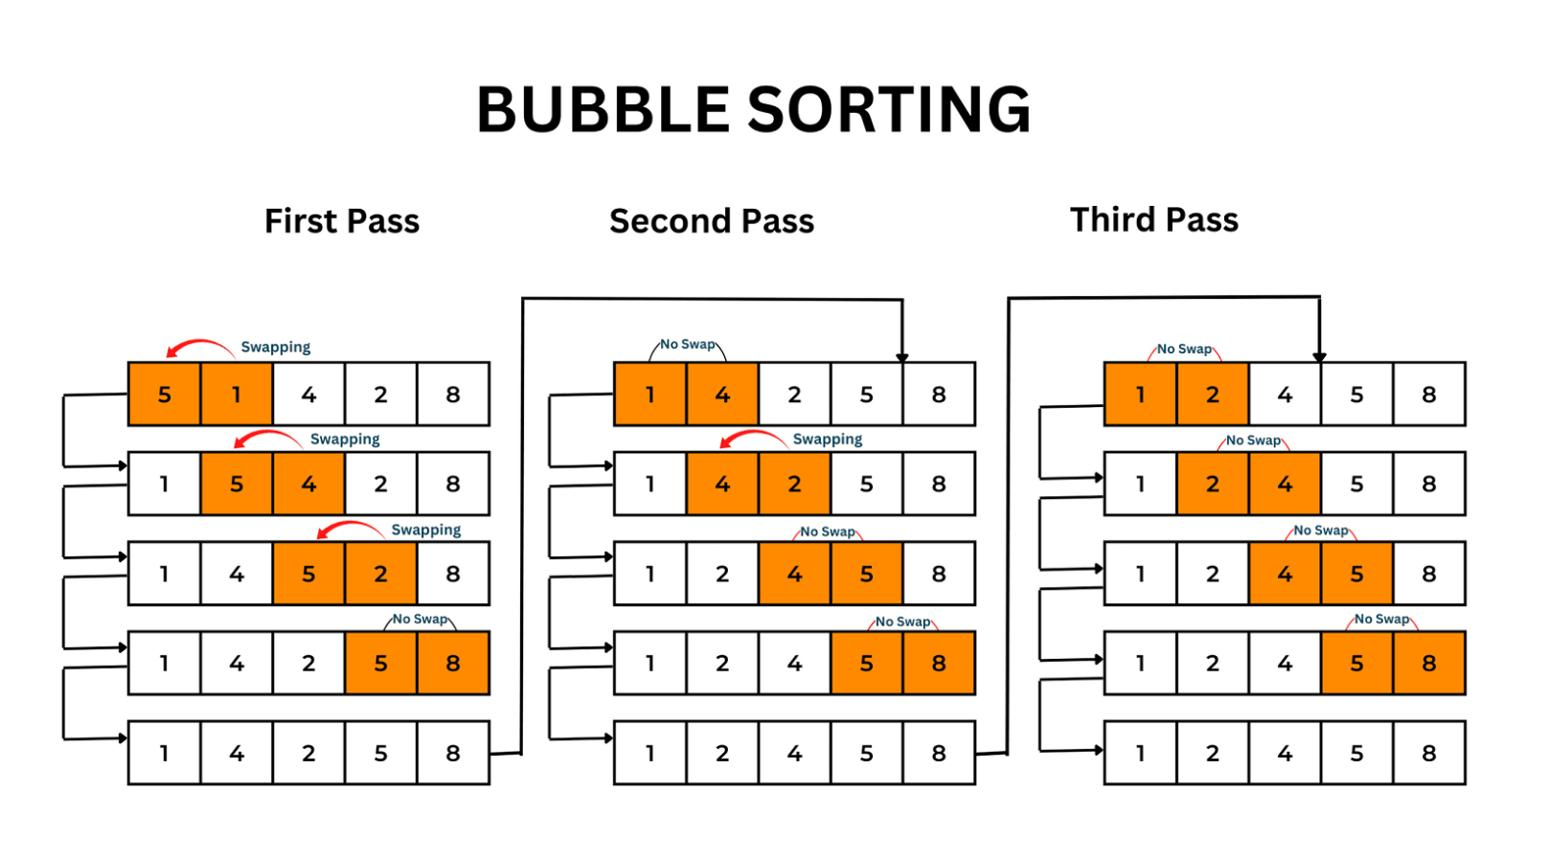 BUBBLE SORTING
First Pass
Swapping
5 1 4 2 8
Swapping
1 5 4 2 8
Swapping
1 4 5 2 8
No Swap
1 4 2 5 8
1 4 2 5 8
Second Pass
No Swap
1 4 2 5 8
Swapping
1 4 2 5 8
No Swap
1 2 4 5 8
No Swap
1 2 4 5 8
1 2 4 5 8
Third Pass
No Swap
1 2 4 5 8
No Swap
1 2 4 5 8
No Swap
1 2 4 5 8
No Swap
1 2 4 5 8
1 2 4 5 8